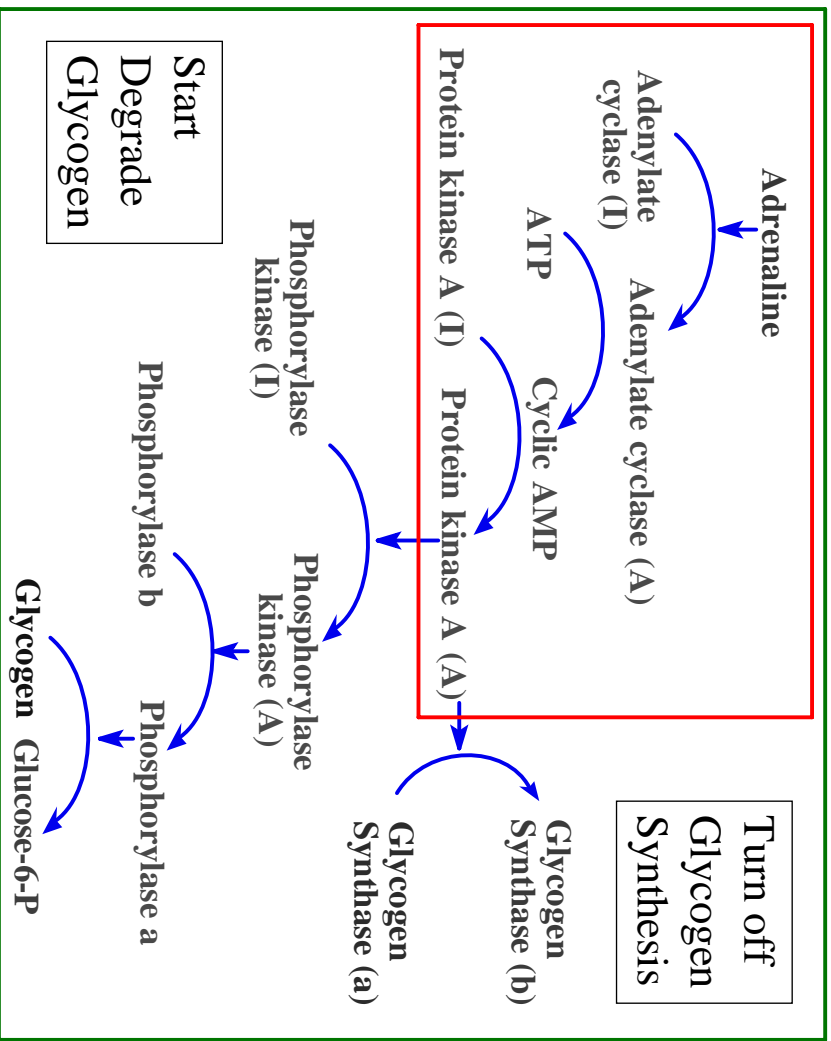 Adrenaline
Turn off
Glycogen
Synthesis
Adenylate
cyclase (I)
Adenylate cyclase (A)
ATP
Cyclic AMP
Glycogen
Synthase (b)
Protein kinase A (I)
Protein kinase A (A)
Glycogen
Synthase (a)
Phosphorylase
kinase (I)
Phosphorylase
kinase (A)
Start
Degrade
Glycogen
Phosphorylase b
Phosphorylase a
Glycogen
Glucose-6-P